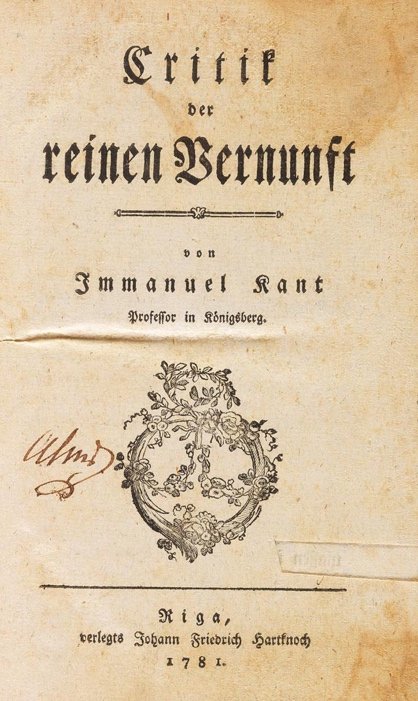 Critik
der
reinen Vernunft
von
Immanuel Kant
Professor in Königsberg.
Riga,
verlegts Johann Friedrich Hartknoch
1781.